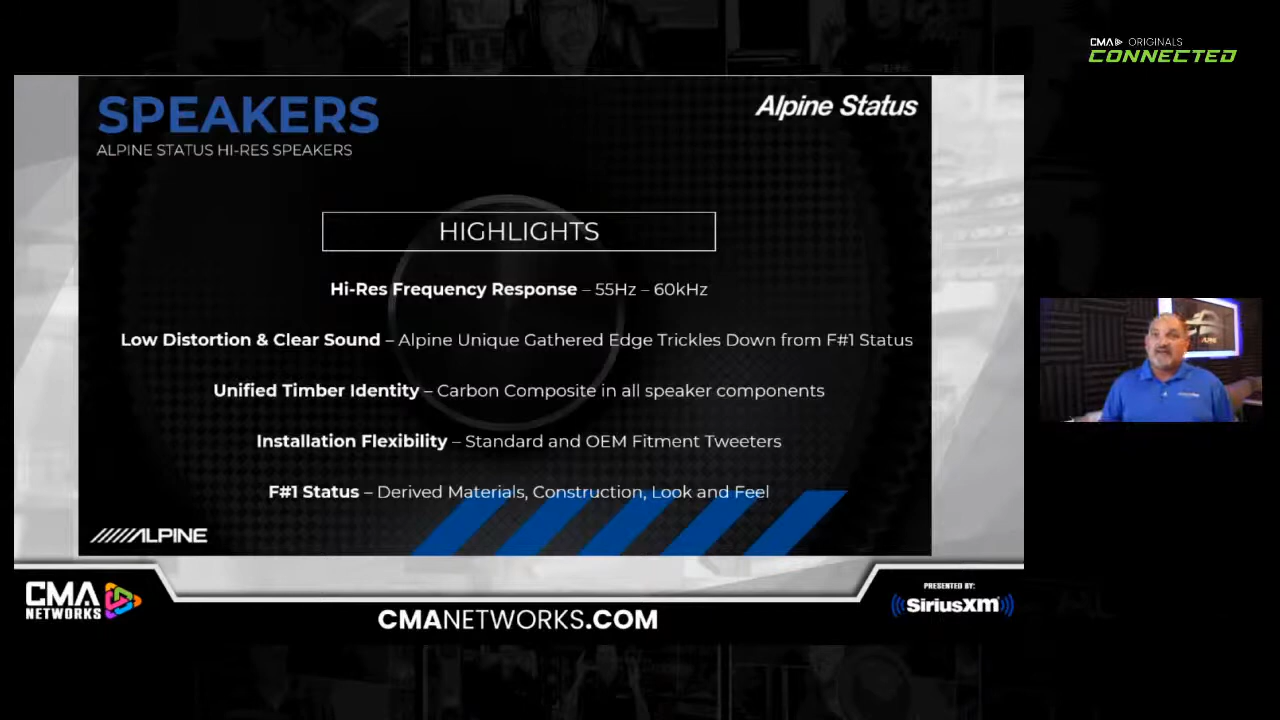 CMA ORIGINALS
CONNECTED
SPEAKERS
Alpine Status
ALPINE STATUS HI-RES SPEAKERS
HIGHLIGHTS
Hi-Res Frequency Response – 55Hz – 60kHz
Low Distortion & Clear Sound – Alpine Unique Gathered Edge Trickles Down from F#1 Status
Unified Timber Identity – Carbon Composite in all speaker components
Installation Flexibility – Standard and OEM Fitment Tweeters
F#1 Status – Derived Materials, Construction, Look and Feel
ALPINE
CMA
NETWORKS
CMANETWORKS.COM
PRESENTED BY:
SiriusXM